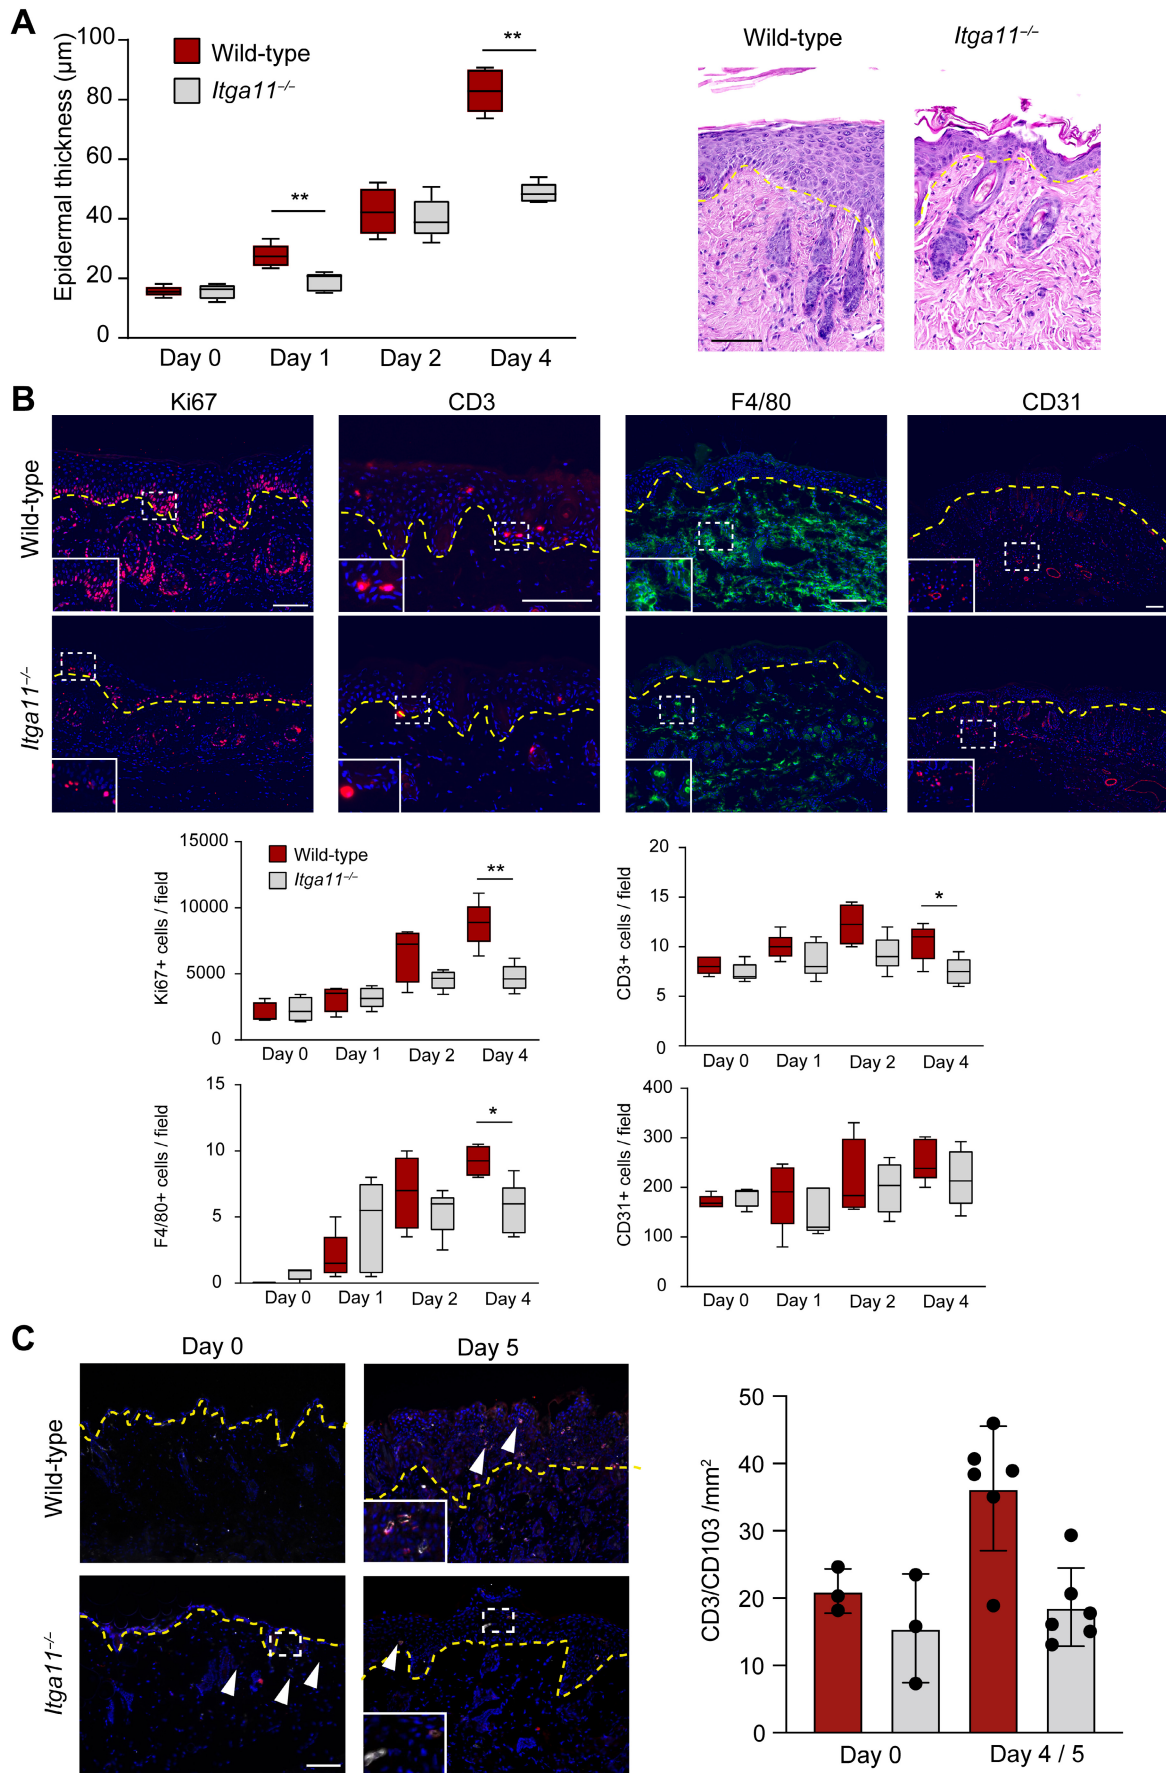 A
Epidermal thickness (µm)
100
80
60
40
20
0
Wild-type
Itga11⁻/⁻
**
**
Day 0
Day 1
Day 2
Day 4
Wild-type
Itga11⁻/⁻
B
Ki67
CD3
F4/80
CD31
Wild-type
Itga11⁻/⁻
Ki67+ cells / field
15000
10000
5000
0
Wild-type
Itga11⁻/⁻
**
Day 0
Day 1
Day 2
Day 4
CD3+ cells / field
20
15
10
5
0
*
Day 0
Day 1
Day 2
Day 4
F4/80+ cells / field
15
10
5
0
*
Day 0
Day 1
Day 2
Day 4
CD31+ cells / field
400
300
200
100
0
Day 0
Day 1
Day 2
Day 4
C
Day 0
Day 5
Wild-type
Itga11⁻/⁻
CD3/CD103 /mm²
50
40
30
20
10
0
Day 0
Day 4 / 5